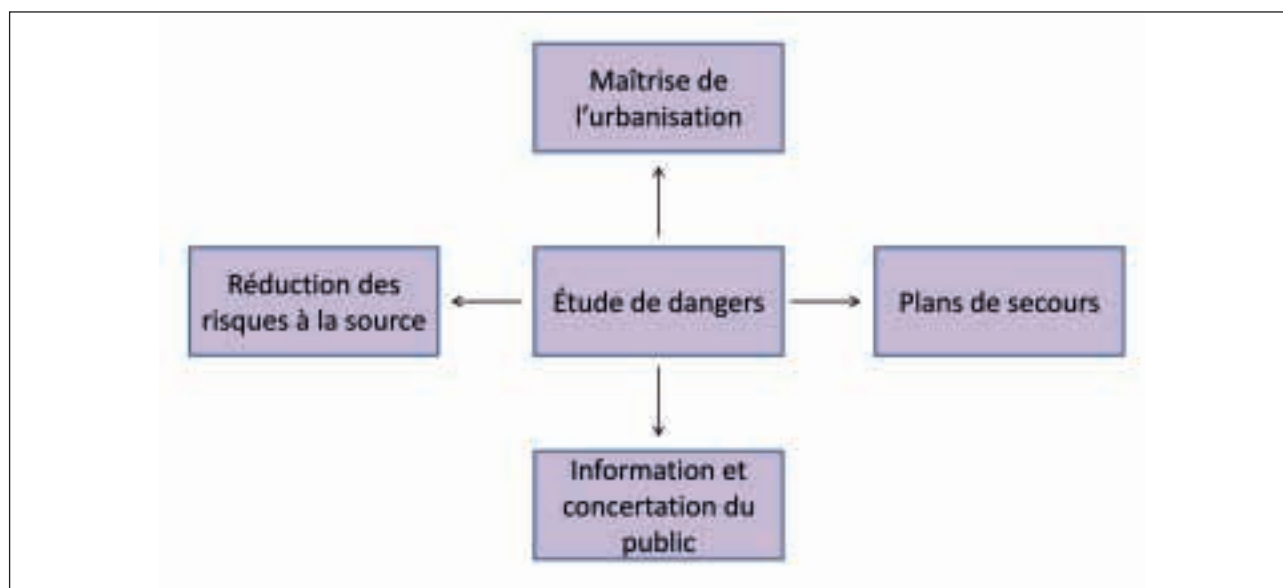 Maîtrise de
l'urbanisation
Réduction des
risques à la source
Étude de dangers
Plans de secours
Information et
concertation du
public